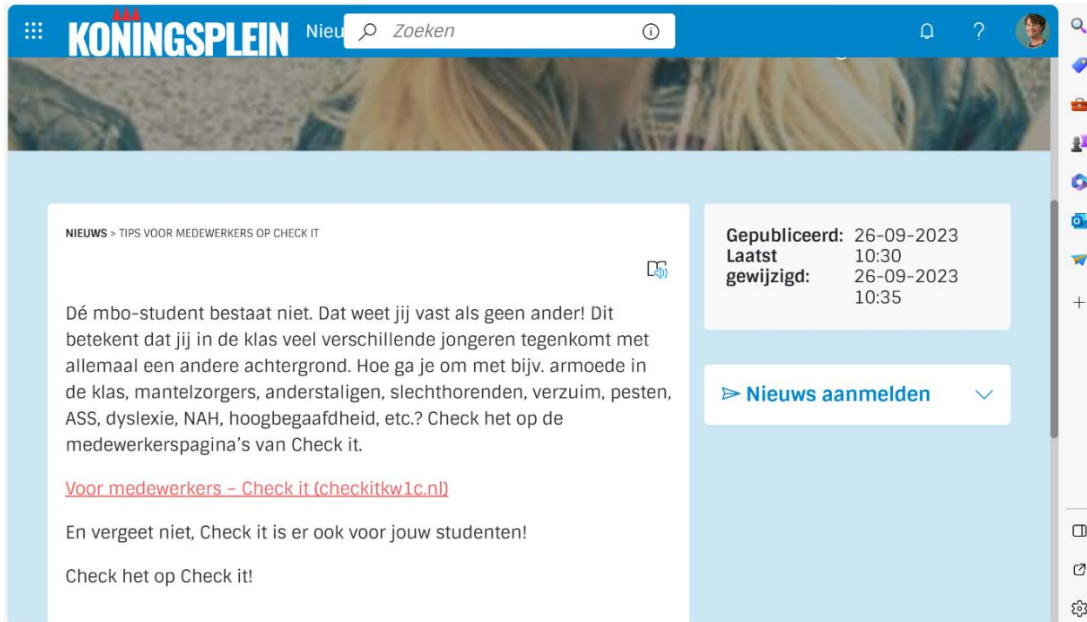 KONINGSPLEIN
Nieu
Zoeken
NIEUWS > TIPS VOOR MEDEWERKERS OP CHECK IT
Dé mbo-student bestaat niet. Dat weet jij vast als geen ander! Dit
betekent dat jij in de klas veel verschillende jongeren tegenkomt met
allemaal een andere achtergrond. Hoe ga je om met bijv. armoede in
de klas, mantelzorgers, anderstaligen, slechthorenden, verzuim, pesten,
ASS, dyslexie, NAH, hoogbegaafdheid, etc.? Check het op de
medewerkerspagina's van Check it.
Voor medewerkers – Check it (checkitkw1c.nl)
En vergeet niet, Check it is er ook voor jouw studenten!
Check het op Check it!
Gepubliceerd: 26-09-2023
Laatst 10:30
gewijzigd: 26-09-2023
10:35
Nieuws aanmelden